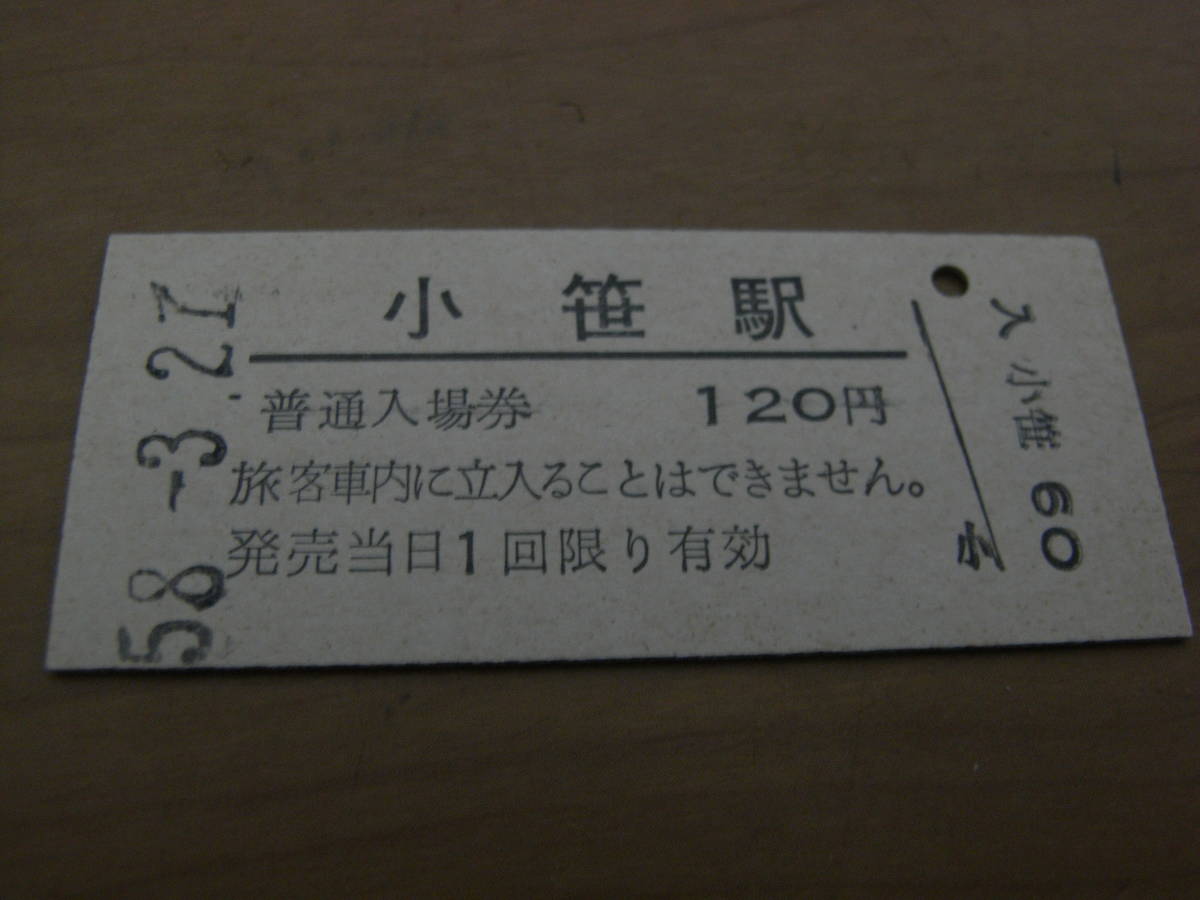 58.-3.21
小笹駅
普通入場券 120円
旅客車内に立入ることはできません。
発売当日1回限り有効
小
入 小笹 60